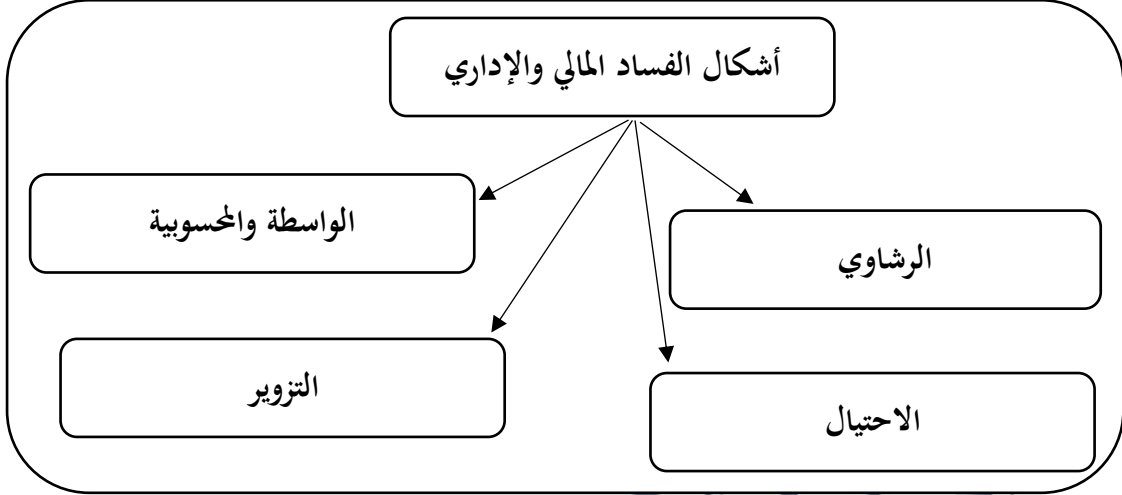 أشكال الفساد المالي والإداري
الرشاوي
الواسطة والمحسوبية
الاحتيال
التزوير